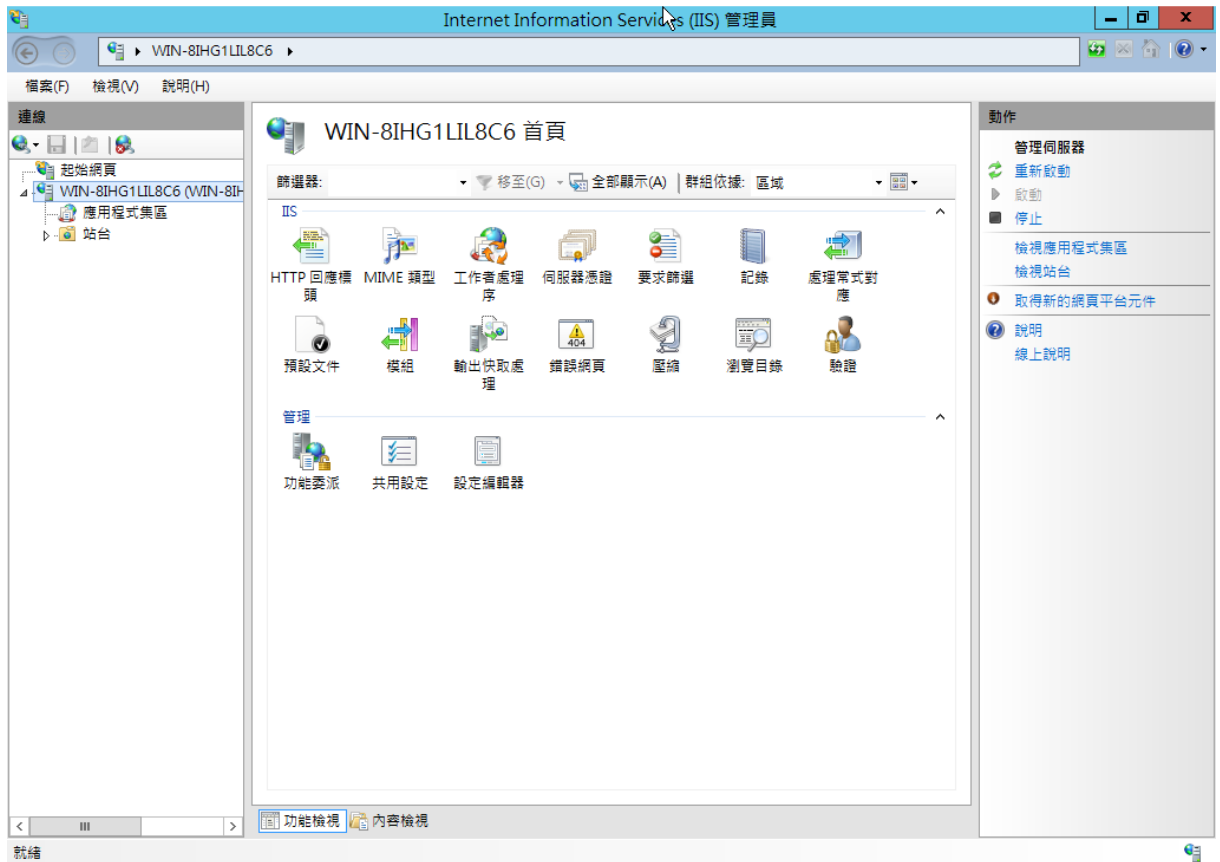 Internet Information Services (IIS) 管理員
WIN-8IHG1LIL8C6
檔案(F) 檢視(V) 說明(H)
連線
起始網頁
WIN-8IHG1LIL8C6 (WIN-8IH
應用程式集區
站台
WIN-8IHG1LIL8C6 首頁
篩選器: 移至(G) 全部顯示(A) 群組依據: 區域
IIS
HTTP 回應標頭 MIME 類型 工作者處理序 伺服器憑證 要求篩選 記錄 處理常式對應
預設文件 模組 輸出快取處理 404 錯誤網頁 壓縮 瀏覽目錄 驗證
管理
功能委派 共用設定 設定編輯器
功能檢視 內容檢視
動作
管理伺服器
重新啟動
啟動
停止
檢視應用程式集區
檢視站台
取得新的網頁平台元件
說明
線上說明
就緒